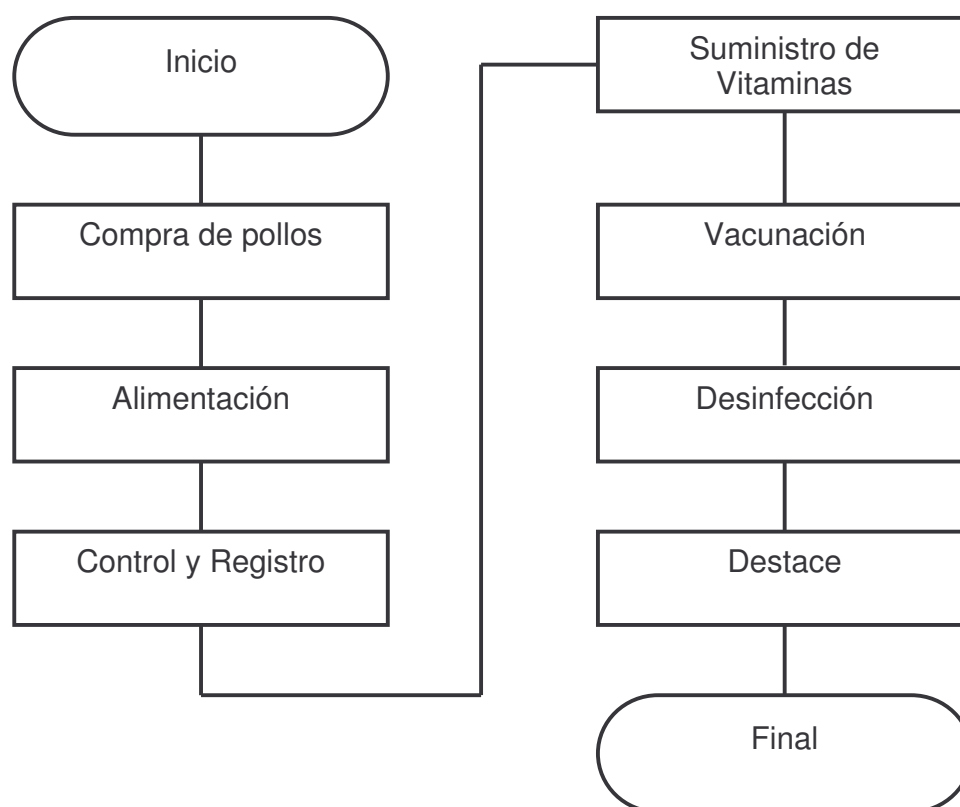 Inicio
Compra de pollos
Alimentación
Control y Registro
Suministro de
Vitaminas
Vacunación
Desinfección
Destace
Final